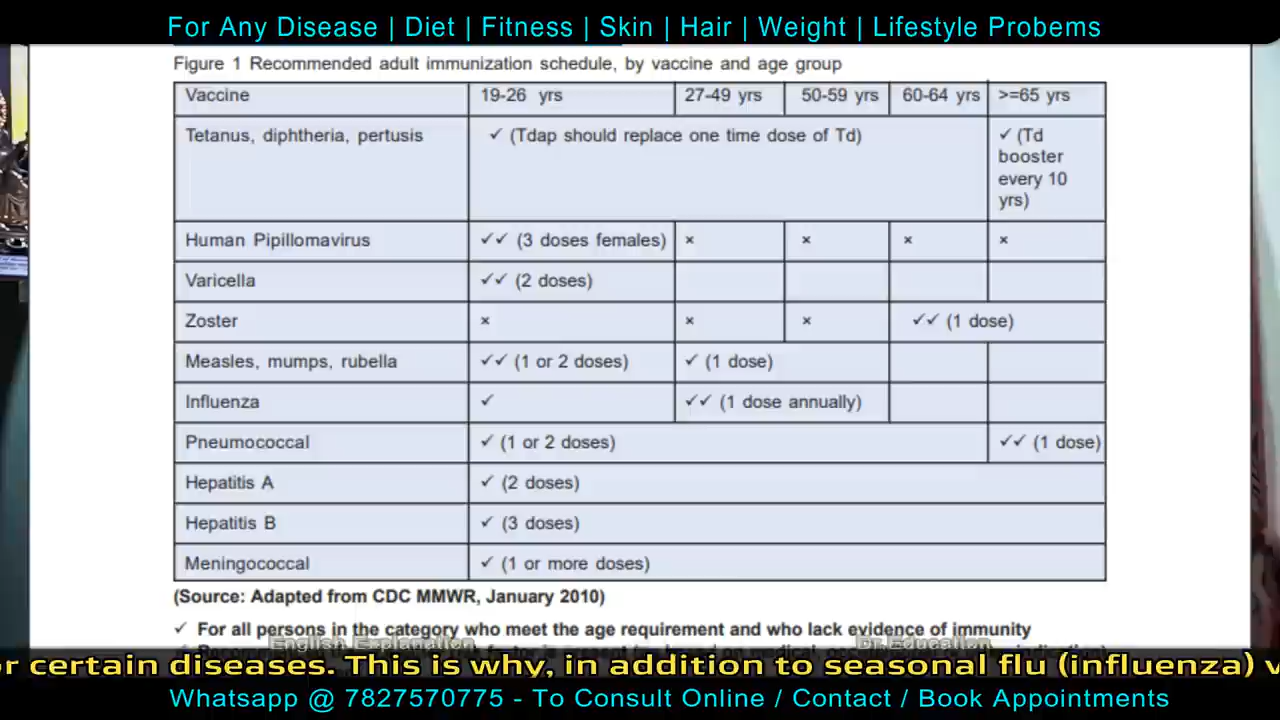 For Any Disease | Diet | Fitness | Skin | Hair | Weight | Lifestyle Probems
Figure 1 Recommended adult immunization schedule, by vaccine and age group
Vaccine 19-26 yrs 27-49 yrs 50-59 yrs 60-64 yrs >=65 yrs
Tetanus, diphtheria, pertusis ✓ (Tdap should replace one time dose of Td) ✓ (Td
booster
every 10
yrs)
Human Pipillomavirus ✓✓ (3 doses females) × × × ×
Varicella ✓✓ (2 doses)
Zoster × × × ✓✓ (1 dose)
Measles, mumps, rubella ✓✓ (1 or 2 doses) ✓ (1 dose)
Influenza ✓ ✓✓ (1 dose annually)
Pneumococcal ✓ (1 or 2 doses) ✓✓ (1 dose)
Hepatitis A ✓ (2 doses)
Hepatitis B ✓ (3 doses)
Meningococcal ✓ (1 or more doses)
(Source: Adapted from CDC MMWR, January 2010)
✓ For all persons in the category who meet the age requirement and who lack evidence of immunity
English Explanation Dr.Education
or certain diseases. This is why, in addition to seasonal flu (influenza) v
Whatsapp @ 7827570775 - To Consult Online / Contact / Book Appointments